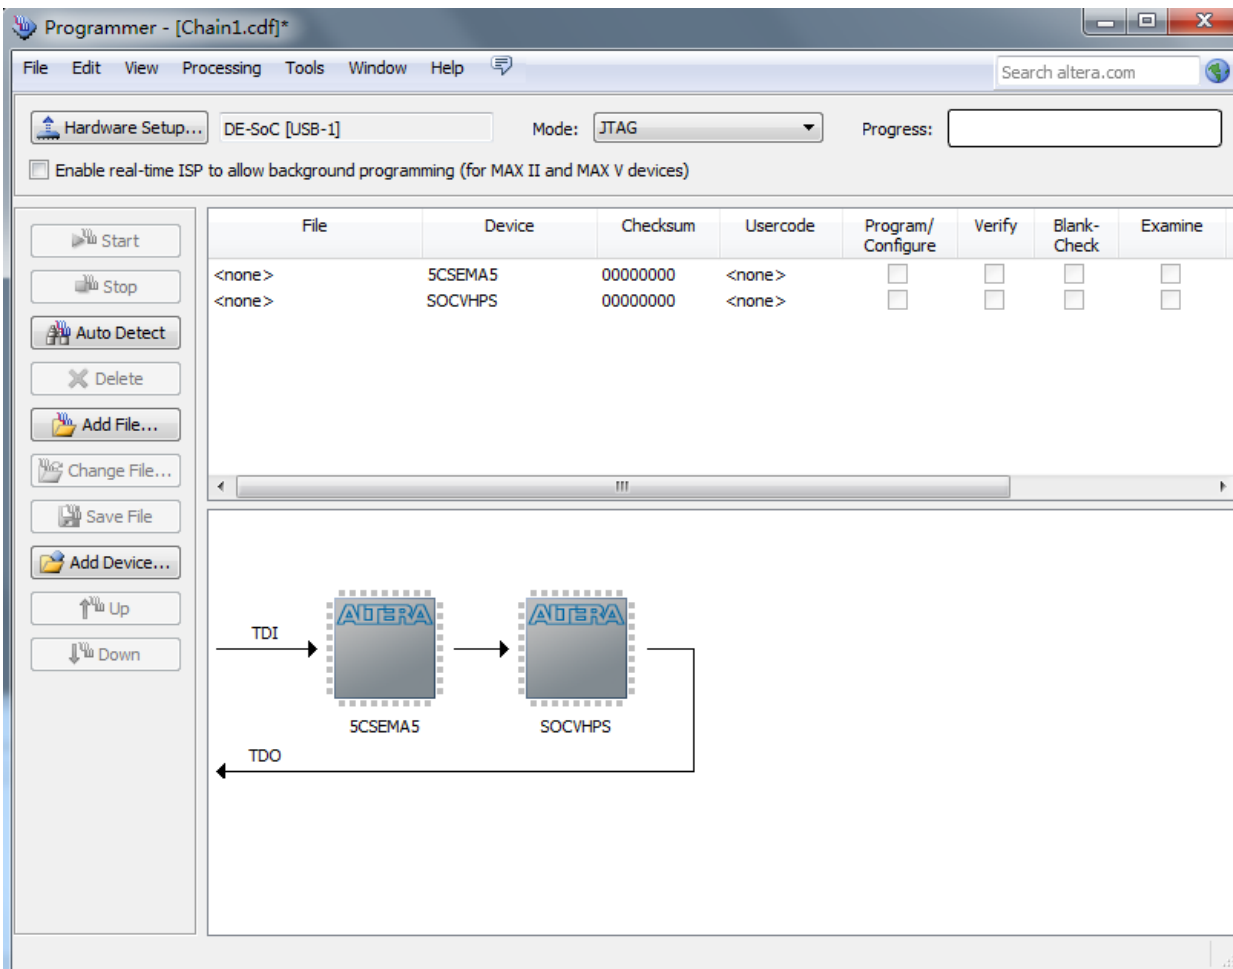 Programmer - [Chain1.cdf]*
File Edit View Processing Tools Window Help
Search altera.com
Hardware Setup... DE-SoC [USB-1] Mode: JTAG Progress:
Enable real-time ISP to allow background programming (for MAX II and MAX V devices)
Start
Stop
Auto Detect
Delete
Add File...
Change File...
Save File
Add Device...
Up
Down
File Device Checksum Usercode Program/ Verify Blank- Examine
Configure Check
<none> 5CSEMA5 00000000 <none>
<none> SOCVHPS 00000000 <none>
ALTERA ALTERA
TDI
5CSEMA5 SOCVHPS
TDO